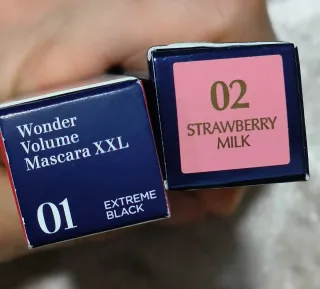 Wonder
Volume
Mascara XXL
01
EXTREME
BLACK
02
STRAWBERRY
MILK